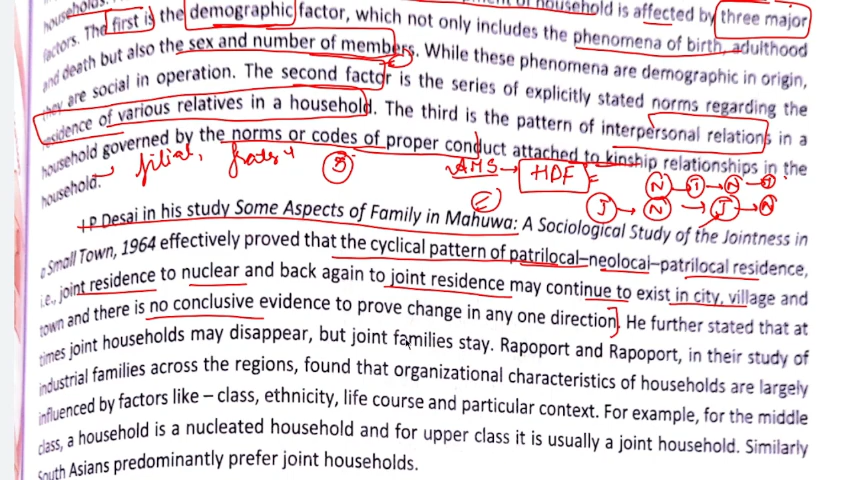 households.
ment of household is affected by three major
factors. The first is the demographic factor, which not only includes the phenomena of birth, adulthood
and death but also the sex and number of members. While these phenomena are demographic in origin,
they are social in operation. The second factor is the series of explicitly stated norms regarding the
residence of various relatives in a household. The third is the pattern of interpersonal relations in a
household governed by the norms or codes of proper conduct attached to kinship relationships in the
household.
filial,
AMS → HDF
N → J → N → J
J → N → J → N
I.P Desai in his study Some Aspects of Family in Mahuwa: A Sociological Study of the Jointness in
a Small Town, 1964 effectively proved that the cyclical pattern of patrilocal–neolocal–patrilocal residence,
i.e., joint residence to nuclear and back again to joint residence may continue to exist in city, village and
town and there is no conclusive evidence to prove change in any one direction. He further stated that at
times joint households may disappear, but joint families stay. Rapoport and Rapoport, in their study of
industrial families across the regions, found that organizational characteristics of households are largely
influenced by factors like – class, ethnicity, life course and particular context. For example, for the middle
class, a household is a nucleated household and for upper class it is usually a joint household. Similarly
South Asians predominantly prefer joint households.